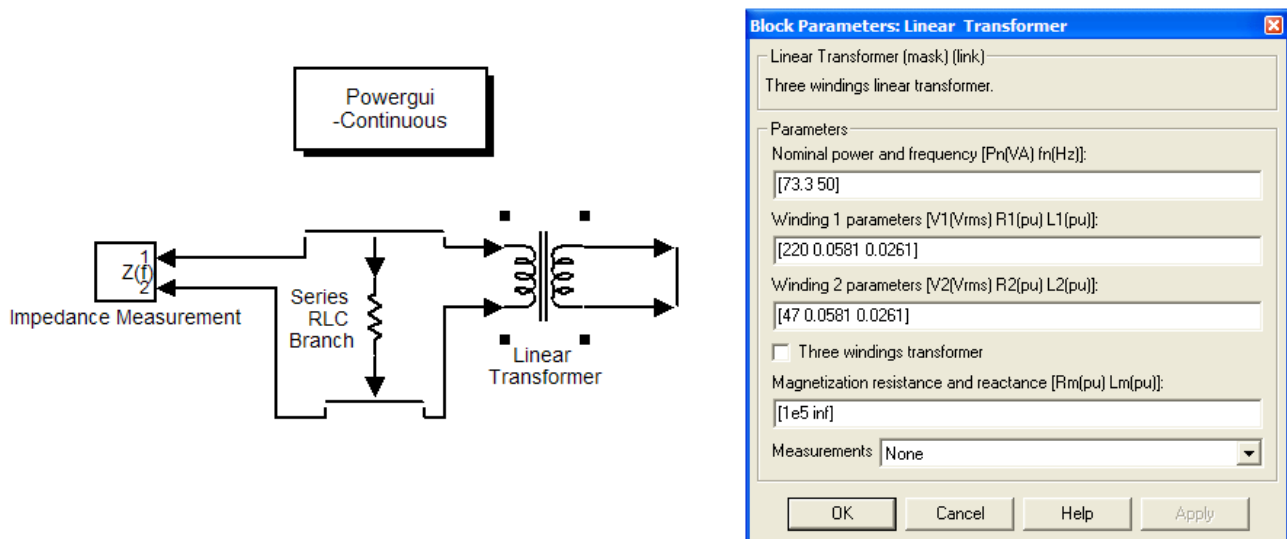 Powergui
-Continuous
1
Z(f)
2
Impedance Measurement
Series
RLC
Branch
Linear
Transformer
Block Parameters: Linear  Transformer
Linear Transformer (mask) (link)
Three windings linear transformer.
Parameters
Nominal power and frequency [Pn(VA) fn(Hz)]:
[73.3 50]
Winding 1 parameters [V1(Vrms) R1(pu) L1(pu)]:
[220 0.0581 0.0261]
Winding 2 parameters [V2(Vrms) R2(pu) L2(pu)]:
[47 0.0581 0.0261]
Three windings transformer
Magnetization resistance and reactance [Rm(pu) Lm(pu)]:
[1e5 inf]
Measurements None
OK Cancel Help Apply